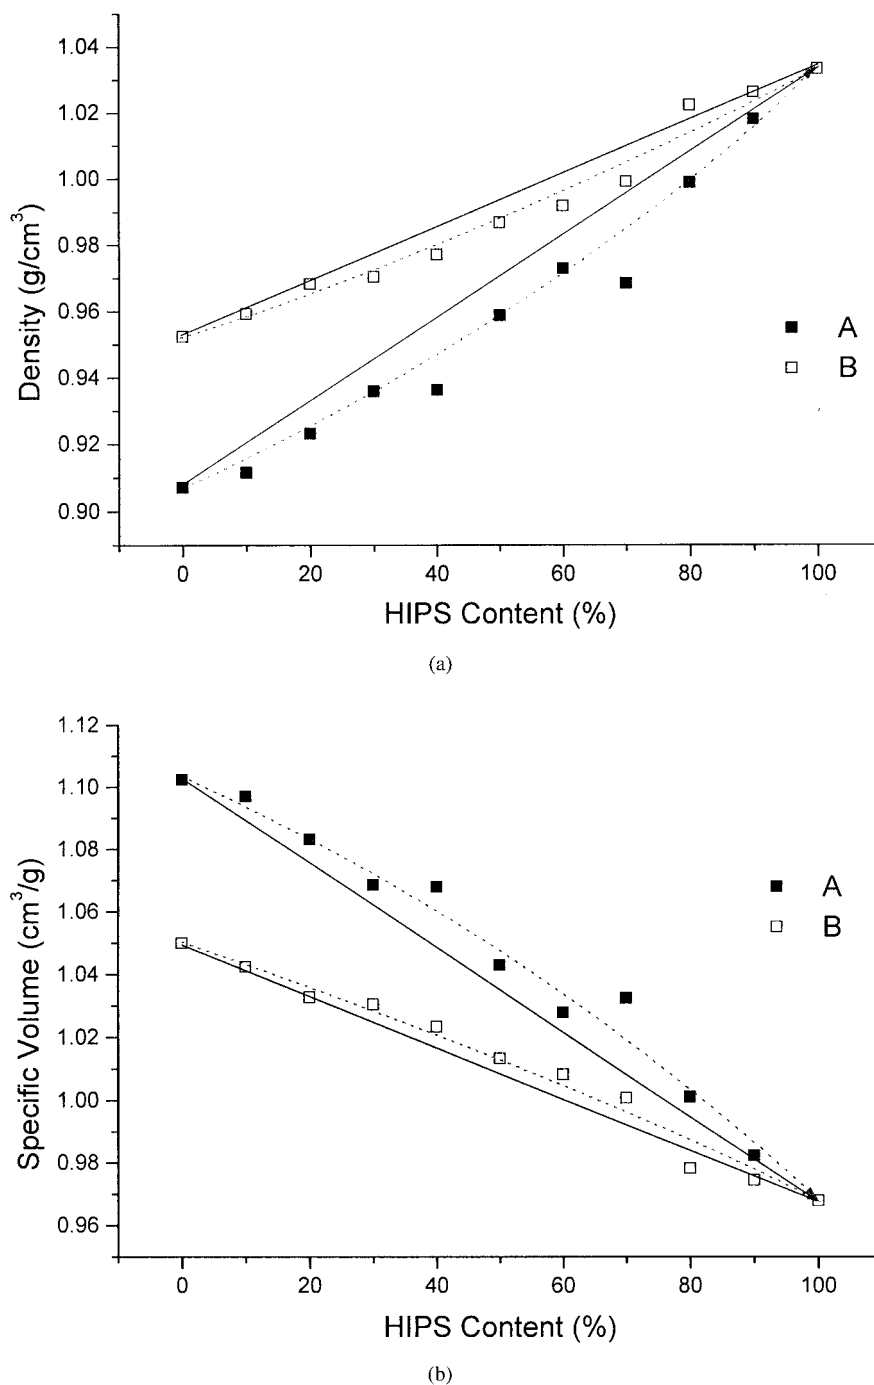 1.04
1.02
1.00
0.98
0.96
0.94
0.92
0.90
Density (g/cm³)
A
B
0 20 40 60 80 100
HIPS Content (%)
(a)
1.12
1.10
1.08
1.06
1.04
1.02
1.00
0.98
0.96
Specific Volume (cm³/g)
A
B
0 20 40 60 80 100
HIPS Content (%)
(b)